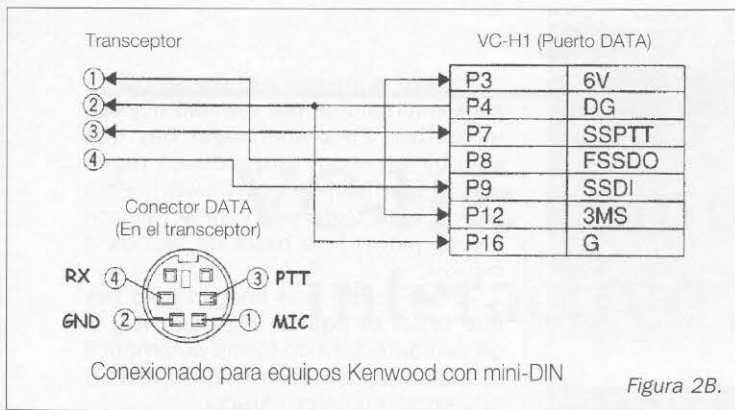 Transceptor
VC-H1 (Puerto DATA)
1
P3 6V
2
P4 DG
3
P7 SSPTT
4
P8 FSSDO
P9 SSDI
P12 3MS
P16 G
Conector DATA
(En el transceptor)
RX 4 3 PTT
GND 2 1 MIC
Conexionado para equipos Kenwood con mini-DIN
Figura 2B.